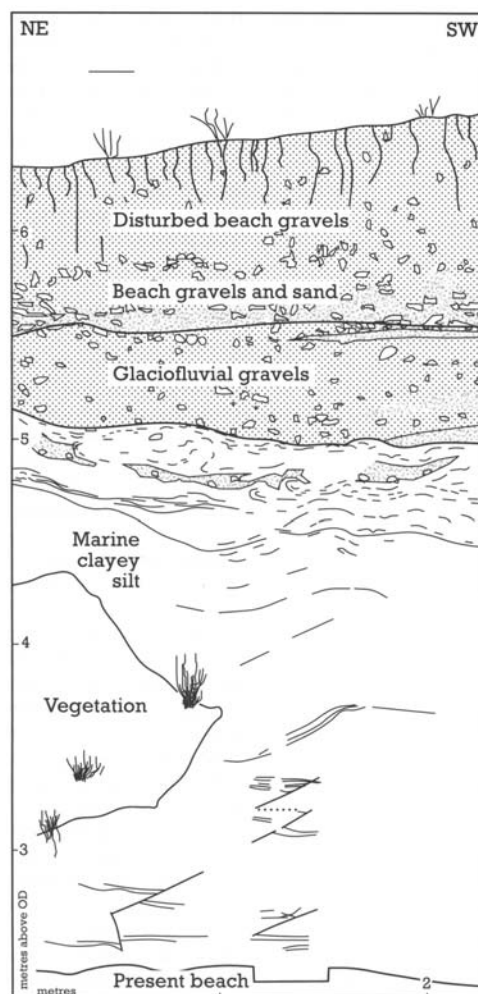 NE
SW
Disturbed beach gravels
6
Beach gravels and sand
Glaciofluvial gravels
5
Marine
clayey
silt
4
Vegetation
3
metres above OD
Present beach
2
metres